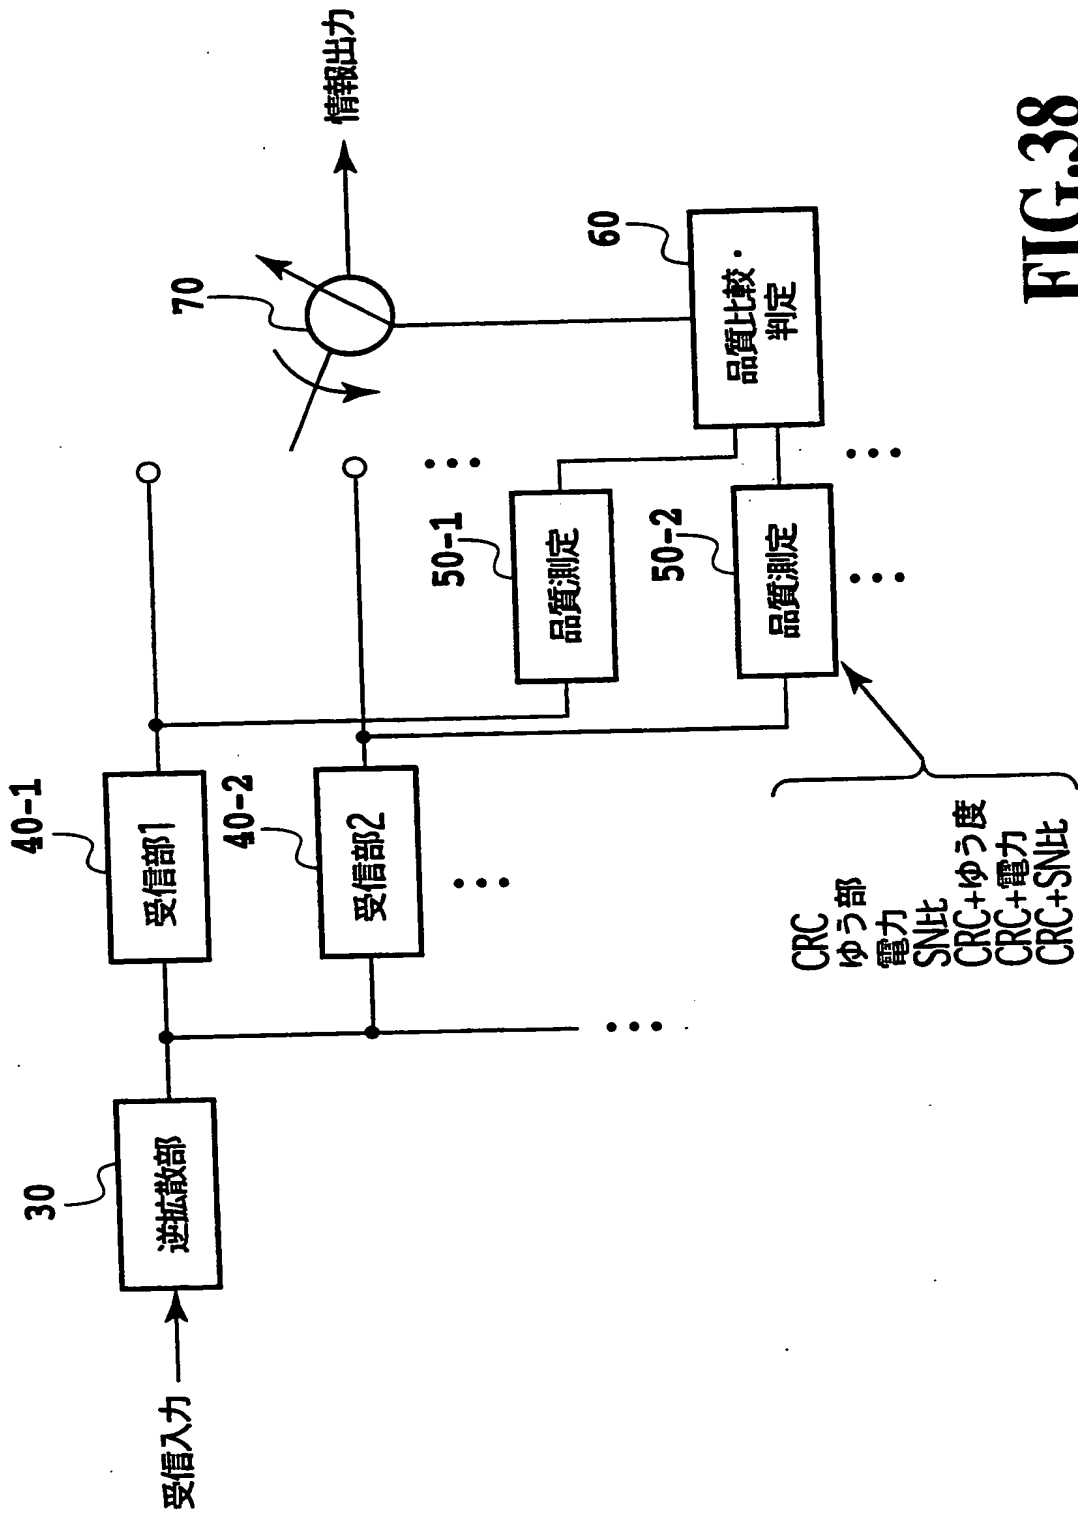 受信入力
30
逆拡散部
40-1
受信部1
40-2
受信部2
50-1
品質測定
50-2
品質測定
60
品質比較・
判定
70
情報出力
CRC
ゆう部
電力
SN比
CRC+ゆう度
CRC+電力
CRC+SN比
FIG.38